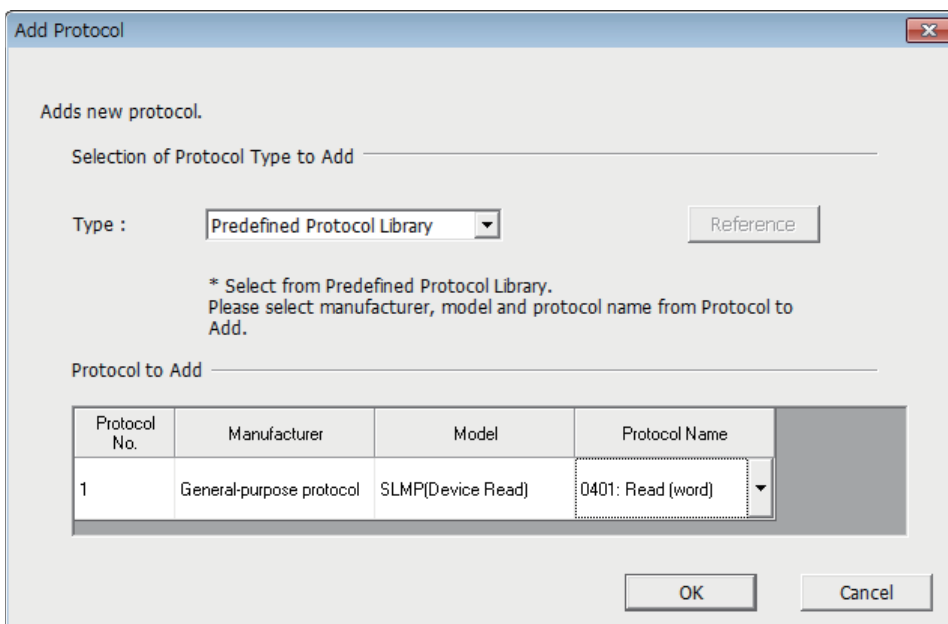 Add Protocol
Adds new protocol.
Selection of Protocol Type to Add
Type :
Predefined Protocol Library
Reference
* Select from Predefined Protocol Library.
Please select manufacturer, model and protocol name from Protocol to
Add.
Protocol to Add
Protocol
No.
Manufacturer
Model
Protocol Name
1
General-purpose protocol
SLMP(Device Read)
0401: Read (word)
OK
Cancel